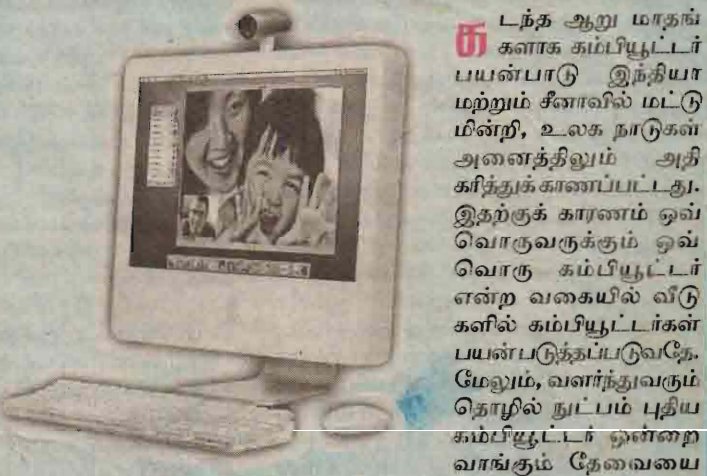 கடந்த ஆறு மாதங்
களாக கம்பியூட்டர்
பயன்பாடு இந்தியா
மற்றும் சீனாவில் மட்டு
மின்றி, உலக நாடுகள்
அனைத்திலும் அதி
கரித்துக்காணப்பட்டது.
இதற்குக் காரணம் ஒவ்
வொருவருக்கும் ஒவ்
வொரு கம்பியூட்டர்
என்ற வகையில் வீடு
களில் கம்பியூட்டர்கள்
பயன்படுத்தப்படுவதே.
மேலும், வளர்ந்துவரும்
தொழில் நுட்பம் புதிய
கம்பியூட்டர் ஒன்றை
வாங்கும் தேவையை